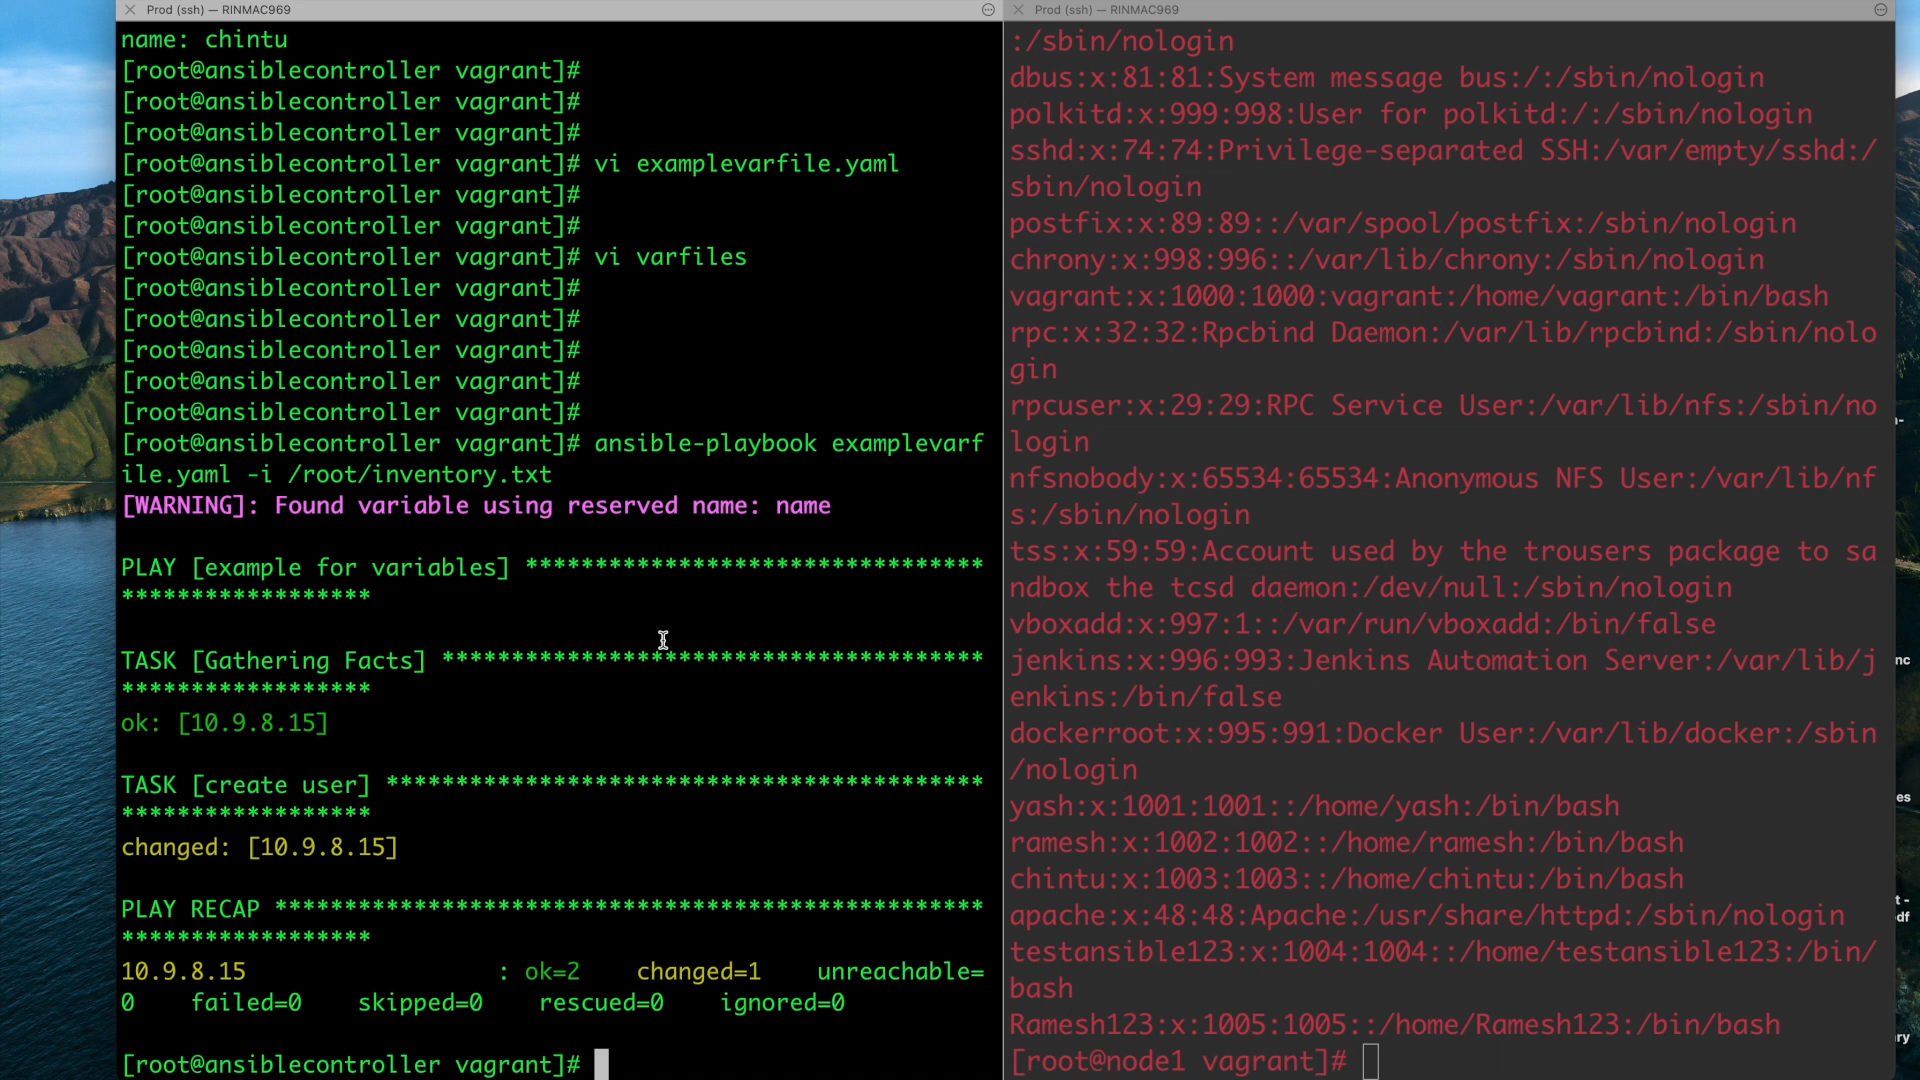 Prod (ssh) — RINMAC969
name: chintu
[root@ansiblecontroller vagrant]#
[root@ansiblecontroller vagrant]#
[root@ansiblecontroller vagrant]#
[root@ansiblecontroller vagrant]# vi examplevarfile.yaml
[root@ansiblecontroller vagrant]#
[root@ansiblecontroller vagrant]#
[root@ansiblecontroller vagrant]# vi varfiles
[root@ansiblecontroller vagrant]#
[root@ansiblecontroller vagrant]#
[root@ansiblecontroller vagrant]#
[root@ansiblecontroller vagrant]#
[root@ansiblecontroller vagrant]#
[root@ansiblecontroller vagrant]# ansible-playbook examplevarf
ile.yaml -i /root/inventory.txt
[WARNING]: Found variable using reserved name: name
PLAY [example for variables] *********************************
******************
TASK [Gathering Facts] ***************************************
******************
ok: [10.9.8.15]
TASK [create user] *******************************************
******************
changed: [10.9.8.15]
PLAY RECAP ***************************************************
******************
10.9.8.15 : ok=2 changed=1 unreachable=
0 failed=0 skipped=0 rescued=0 ignored=0
[root@ansiblecontroller vagrant]#
Prod (ssh) — RINMAC969
:/sbin/nologin
dbus:x:81:81:System message bus:/:/sbin/nologin
polkitd:x:999:998:User for polkitd:/:/sbin/nologin
sshd:x:74:74:Privilege-separated SSH:/var/empty/sshd:/
sbin/nologin
postfix:x:89:89::/var/spool/postfix:/sbin/nologin
chrony:x:998:996::/var/lib/chrony:/sbin/nologin
vagrant:x:1000:1000:vagrant:/home/vagrant:/bin/bash
rpc:x:32:32:Rpcbind Daemon:/var/lib/rpcbind:/sbin/nolo
gin
rpcuser:x:29:29:RPC Service User:/var/lib/nfs:/sbin/no
login
nfsnobody:x:65534:65534:Anonymous NFS User:/var/lib/nf
s:/sbin/nologin
tss:x:59:59:Account used by the trousers package to sa
ndbox the tcsd daemon:/dev/null:/sbin/nologin
vboxadd:x:997:1::/var/run/vboxadd:/bin/false
jenkins:x:996:993:Jenkins Automation Server:/var/lib/j
enkins:/bin/false
dockerroot:x:995:991:Docker User:/var/lib/docker:/sbin
/nologin
yash:x:1001:1001::/home/yash:/bin/bash
ramesh:x:1002:1002::/home/ramesh:/bin/bash
chintu:x:1003:1003::/home/chintu:/bin/bash
apache:x:48:48:Apache:/usr/share/httpd:/sbin/nologin
testansible123:x:1004:1004::/home/testansible123:/bin/
bash
Ramesh123:x:1005:1005::/home/Ramesh123:/bin/bash
[root@node1 vagrant]#